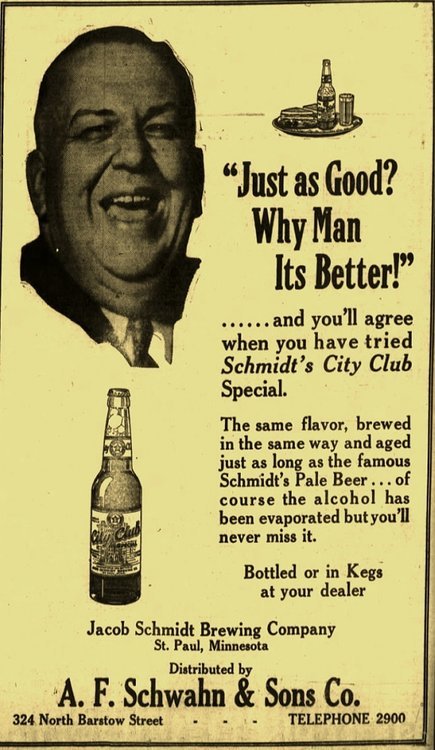 "Just as Good?
Why Man
Its Better!"
......and you'll agree
when you have tried
Schmidt's City Club
Special.
The same flavor, brewed
in the same way and aged
just as long as the famous
Schmidt's Pale Beer...of
course the alcohol has
been evaporated but you'll
never miss it.
Bottled or in Kegs
at your dealer
City Club
Jacob Schmidt Brewing Company
St. Paul, Minnesota
Distributed by
A. F. Schwahn & Sons Co.
324 North Barstow Street - - - TELEPHONE 2900